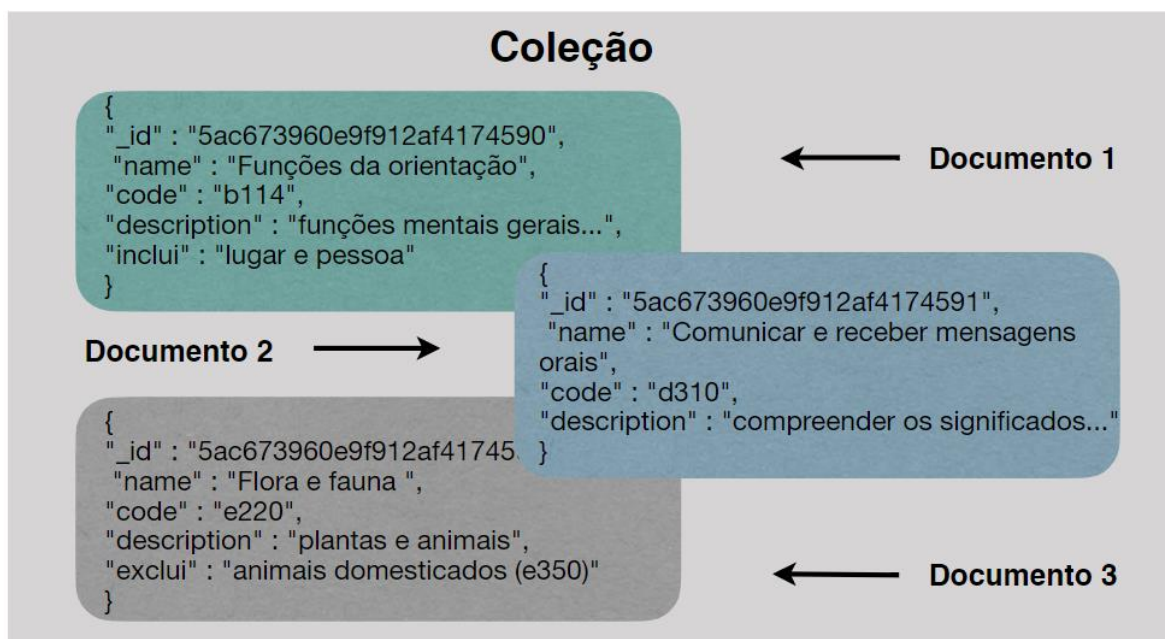 Coleção
{
"_id" : "5ac673960e9f912af4174590",
"name" : "Funções da orientação",
"code" : "b114",
"description" : "funções mentais gerais...",
"inclui" : "lugar e pessoa"
}
Documento 1
{
"_id" : "5ac673960e9f912af4174591",
"name" : "Comunicar e receber mensagens
orais",
"code" : "d310",
"description" : "compreender os significados..."
}
Documento 2
{
"_id" :
"name" : "Flora e fauna ",
"code" : "e220",
"description" : "plantas e animais",
"exclui" : "animais domesticados (e350)"
}
Documento 3